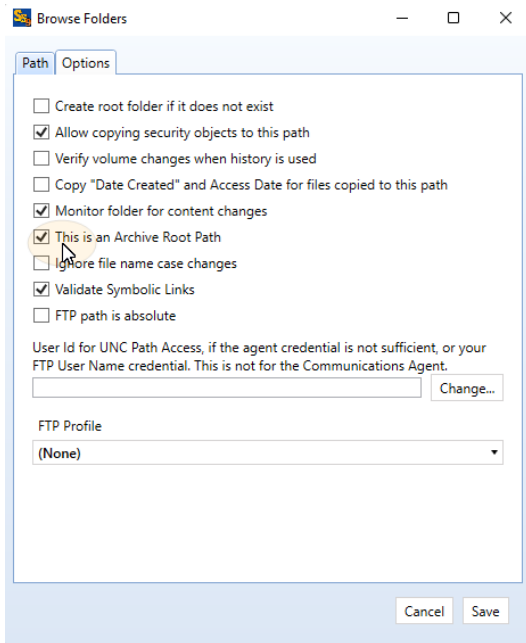 Browse Folders
Path Options
Create root folder if it does not exist
Allow copying security objects to this path
Verify volume changes when history is used
Copy "Date Created" and Access Date for files copied to this path
Monitor folder for content changes
This is an Archive Root Path
Ignore file name case changes
Validate Symbolic Links
FTP path is absolute
User Id for UNC Path Access, if the agent credential is not sufficient, or your
FTP User Name credential. This is not for the Communications Agent.
Change...
FTP Profile
(None)
Cancel Save